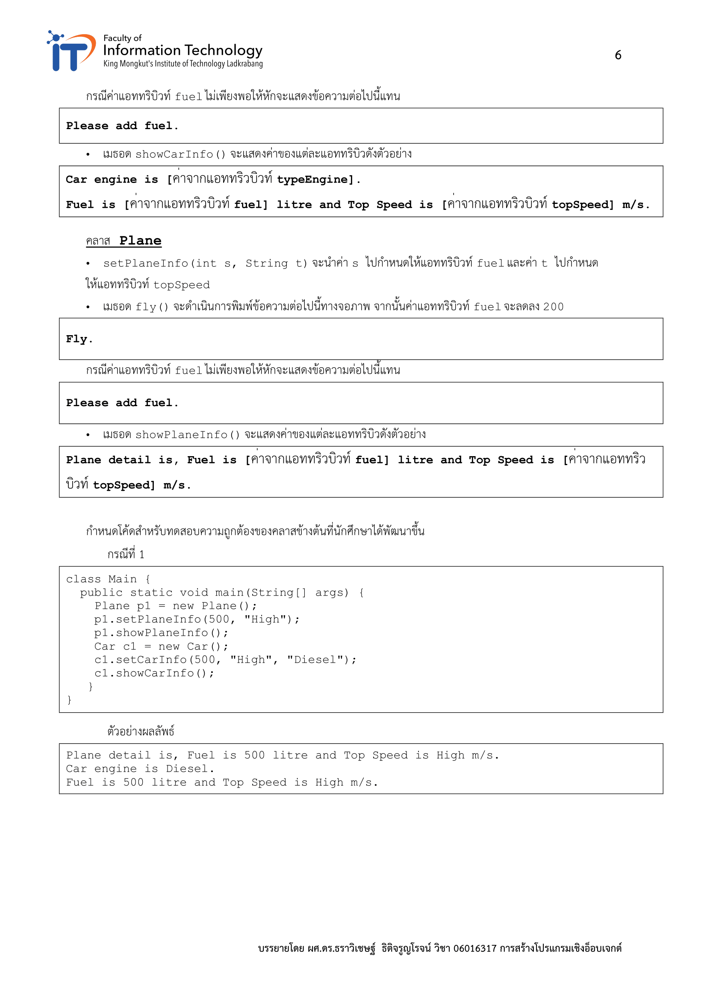 Faculty of
Information Technology
King Mongkut's Institute of Technology Ladkrabang
6
กรณีค่าแอททริบิวท์ fuel ไม่เพียงพอให้หักจะแสดงข้อความต่อไปนี้แทน
Please add fuel.
• เมธอด showCarInfo() จะแสดงค่าของแต่ละแอททริบิวดังตัวอย่าง
Car engine is [ค่าจากแอททริวบิวท์ typeEngine].
Fuel is [ค่าจากแอททริวบิวท์ fuel] litre and Top Speed is [ค่าจากแอททริวบิวท์ topSpeed] m/s.
คลาส Plane
• setPlaneInfo(int s, String t) จะนำค่า s ไปกำหนดให้แอททริบิวท์ fuel และค่า t ไปกำหนด
ให้แอททริบิวท์ topSpeed
• เมธอด fly() จะดำเนินการพิมพ์ข้อความต่อไปนี้ทางจอภาพ จากนั้นค่าแอททริบิวท์ fuel จะลดลง 200
Fly.
กรณีค่าแอททริบิวท์ fuel ไม่เพียงพอให้หักจะแสดงข้อความต่อไปนี้แทน
Please add fuel.
• เมธอด showPlaneInfo() จะแสดงค่าของแต่ละแอททริบิวดังตัวอย่าง
Plane detail is, Fuel is [ค่าจากแอททริวบิวท์ fuel] litre and Top Speed is [ค่าจากแอททริว
บิวท์ topSpeed] m/s.
กำหนดโค้ดสำหรับทดสอบความถูกต้องของคลาสข้างต้นที่นักศึกษาได้พัฒนาขึ้น
กรณีที่ 1
class Main {
  public static void main(String[] args) {
    Plane p1 = new Plane();
    p1.setPlaneInfo(500, "High");
    p1.showPlaneInfo();
    Car c1 = new Car();
    c1.setCarInfo(500, "High", "Diesel");
    c1.showCarInfo();
   }
}
ตัวอย่างผลลัพธ์
Plane detail is, Fuel is 500 litre and Top Speed is High m/s.
Car engine is Diesel.
Fuel is 500 litre and Top Speed is High m/s.
บรรยายโดย ผศ.ดร.ธราวิเชษฐ์ ธิติจรูญโรจน์ วิชา 06016317 การสร้างโปรแกรมเชิงอ็อบเจกต์